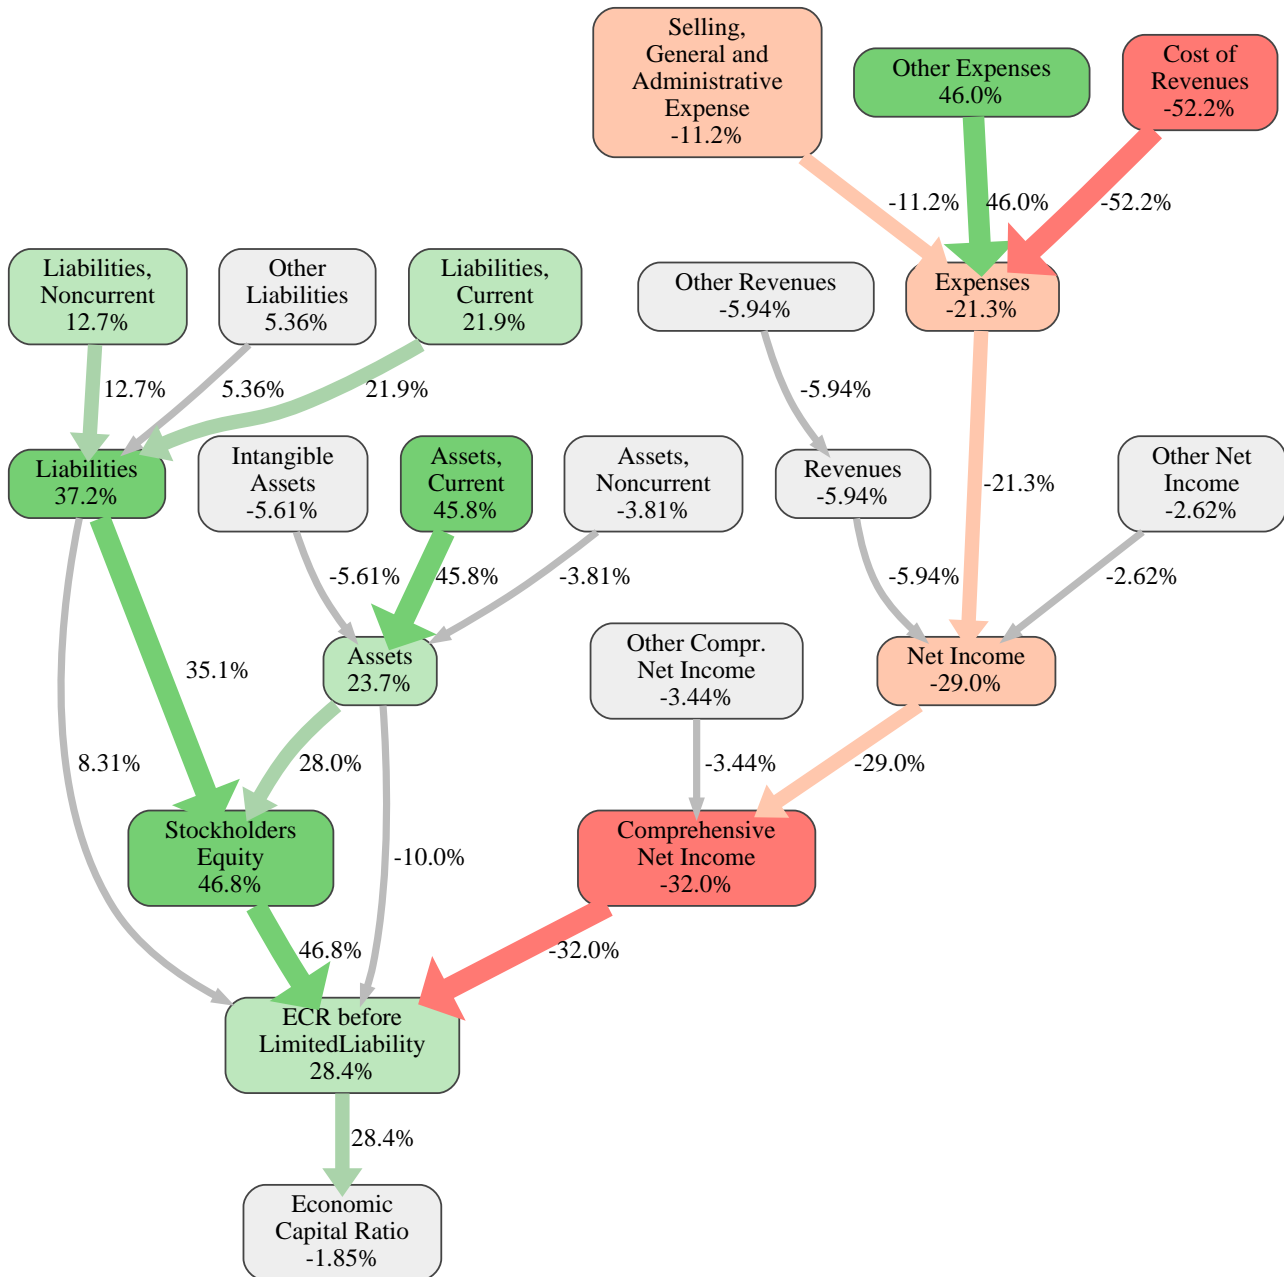 Selling,
General and
Administrative
Expense
-11.2%
Other Expenses
46.0%
Cost of
Revenues
-52.2%
-11.2%
46.0%
-52.2%
Liabilities,
Noncurrent
12.7%
Other
Liabilities
5.36%
Liabilities,
Current
21.9%
Other Revenues
-5.94%
Expenses
-21.3%
12.7%
5.36%
21.9%
-5.94%
Liabilities
37.2%
Intangible
Assets
-5.61%
Assets,
Current
45.8%
Assets,
Noncurrent
-3.81%
Revenues
-5.94%
-21.3%
Other Net
Income
-2.62%
-5.61%
45.8%
-3.81%
-5.94%
-2.62%
35.1%
Assets
23.7%
Other Compr.
Net Income
-3.44%
Net Income
-29.0%
8.31%
28.0%
-3.44%
-29.0%
Stockholders
Equity
46.8%
-10.0%
Comprehensive
Net Income
-32.0%
46.8%
-32.0%
ECR before
LimitedLiability
28.4%
28.4%
Economic
Capital Ratio
-1.85%